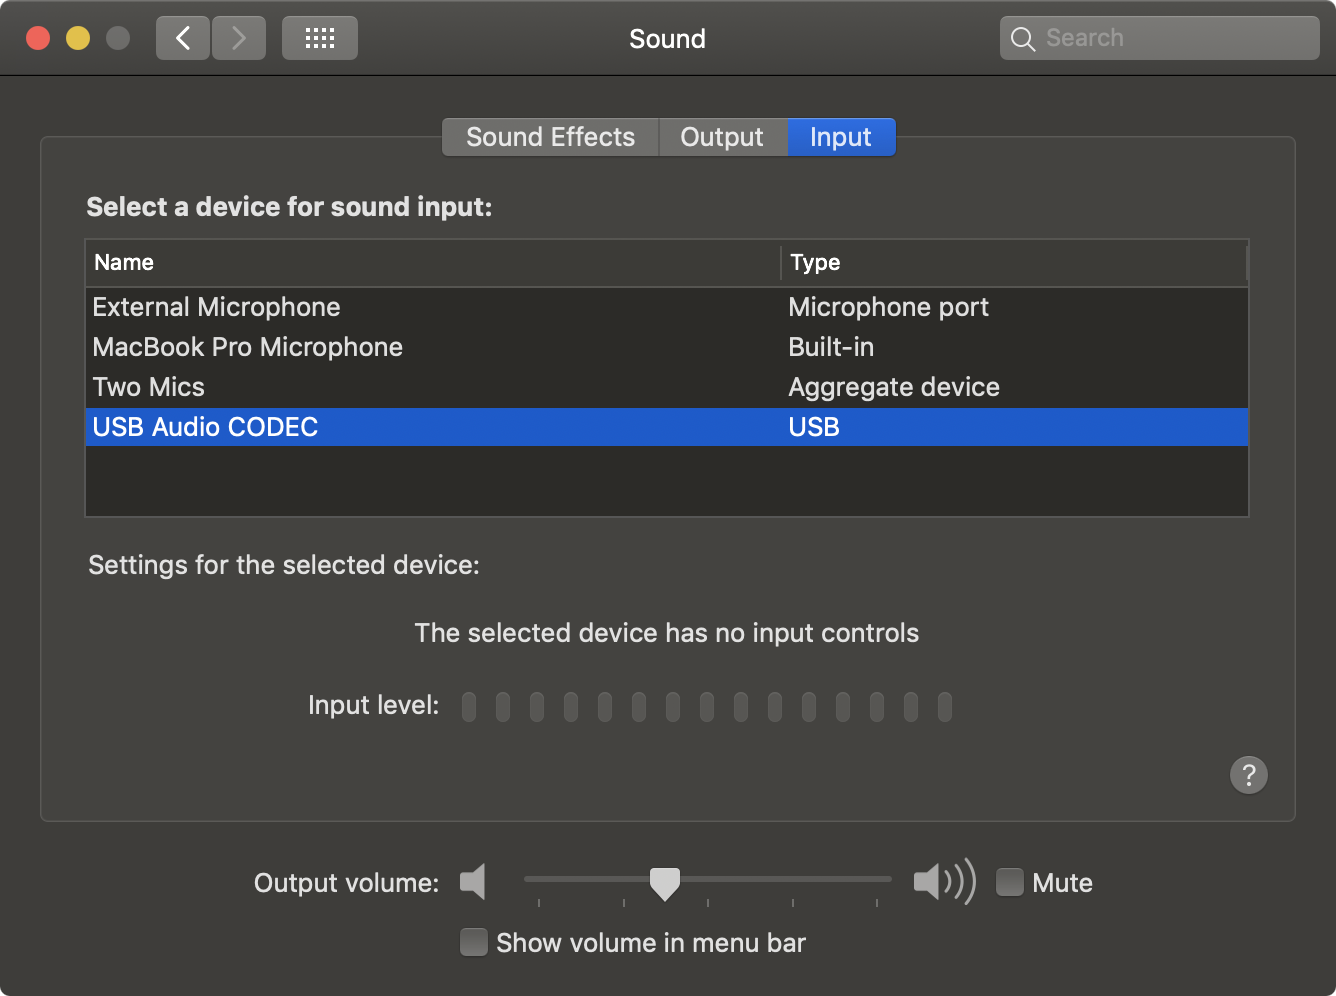 Sound
Search
Sound Effects Output Input
Select a device for sound input:
Name Type
External Microphone Microphone port
MacBook Pro Microphone Built-in
Two Mics Aggregate device
USB Audio CODEC USB
Settings for the selected device:
The selected device has no input controls
Input level:
?
Output volume: Mute
Show volume in menu bar